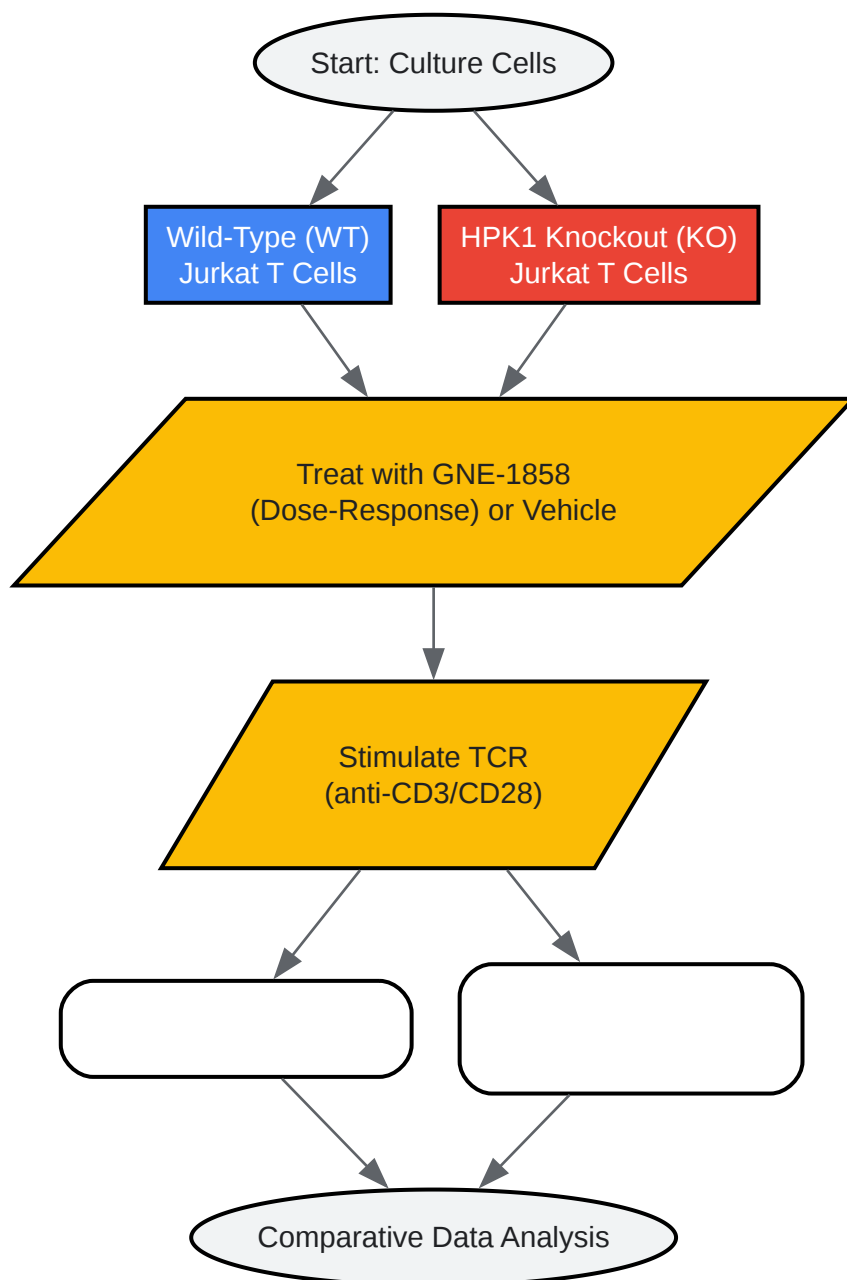 Start: Culture Cells
Wild-Type (WT)
Jurkat T Cells
HPK1 Knockout (KO)
Jurkat T Cells
Treat with GNE-1858
(Dose-Response) or Vehicle
Stimulate TCR
(anti-CD3/CD28)
Comparative Data Analysis